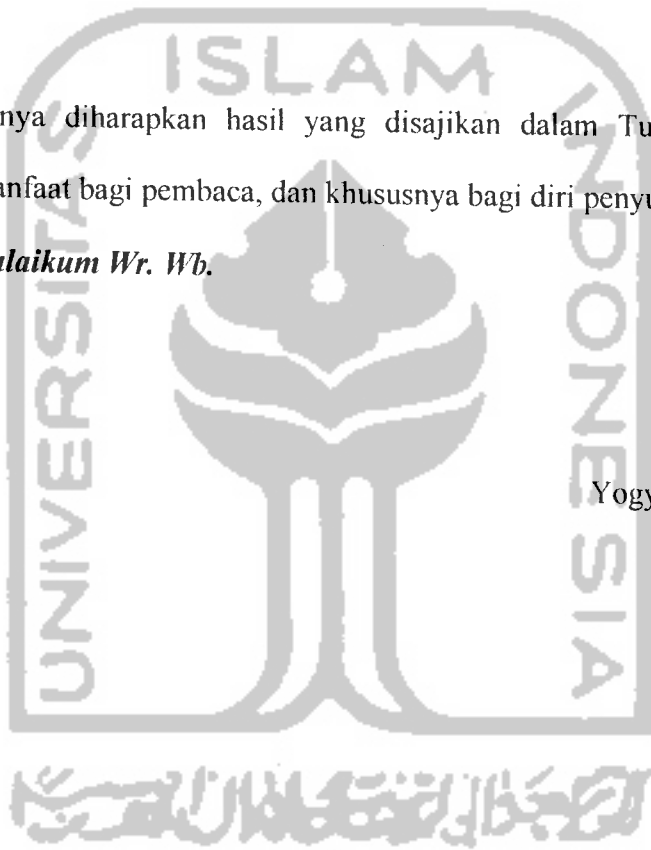 ISLAM
UNIVERSITAS
INDONESIA
nya diharapkan hasil yang disajikan dalam Tu
anfaat bagi pembaca, dan khususnya bagi diri penyu
alaikum Wr. Wb.
Yogy